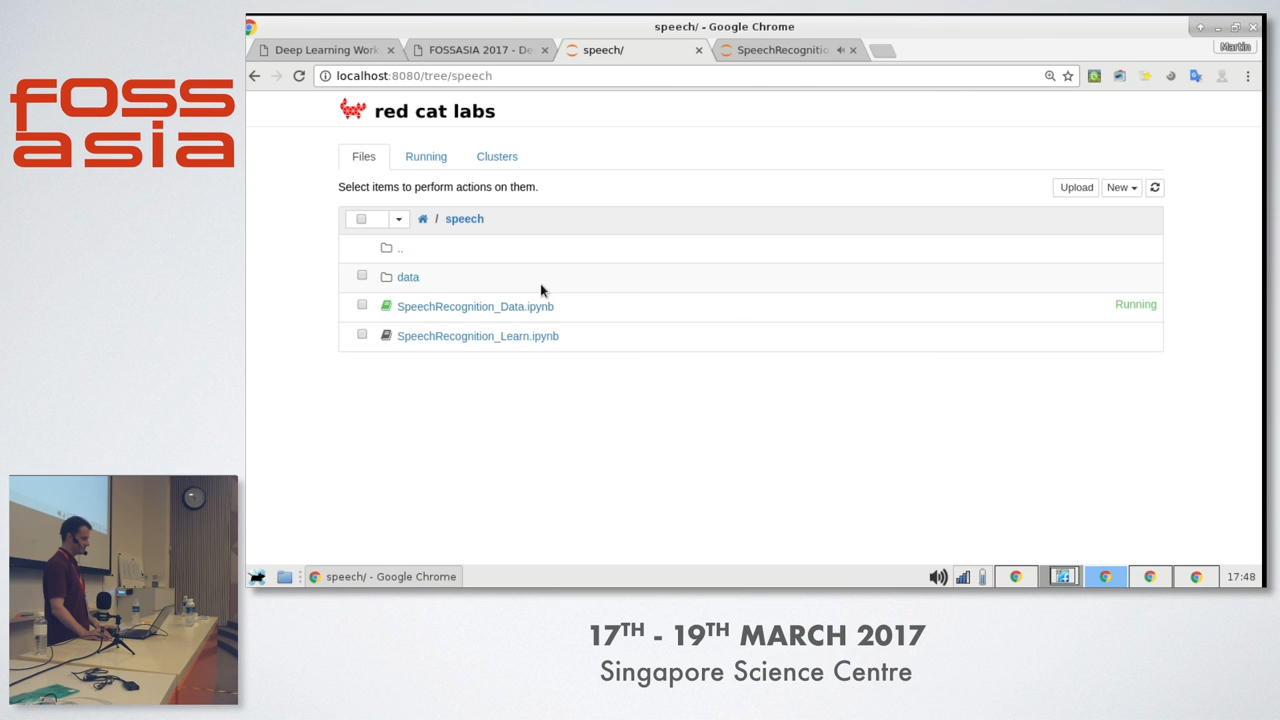 foss
asia
speech/ - Google Chrome
Deep Learning Work
FOSSASIA 2017 - De
speech/
SpeechRecognitio
Martin
localhost:8080/tree/speech
red cat labs
Files
Running
Clusters
Select items to perform actions on them.
Upload
New
/ speech
..
data
SpeechRecognition_Data.ipynb
Running
SpeechRecognition_Learn.ipynb
speech/ - Google Chrome
17:48
17TH - 19TH MARCH 2017
Singapore Science Centre